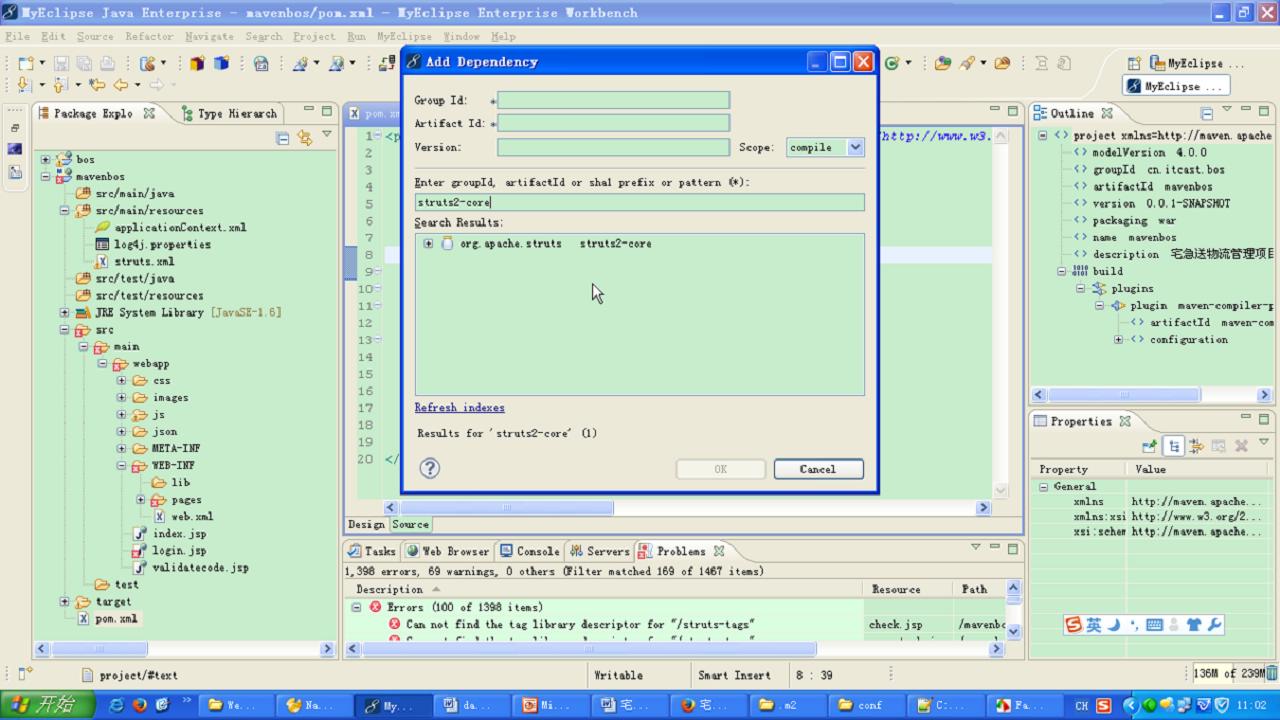 MyEclipse Java Enterprise - mavenbos/pom.xml - MyEclipse Enterprise Workbench
File Edit Source Refactor Navigate Search Project Run MyEclipse Window Help
MyEclipse ...
MyEclipse ...
Package Explo
Type Hierarch
bos
mavenbos
src/main/java
src/main/resources
applicationContext.xml
log4j.properties
struts.xml
src/test/java
src/test/resources
JRE System Library [JavaSE-1.6]
src
main
webapp
css
images
js
json
META-INF
WEB-INF
lib
pages
web.xml
index.jsp
login.jsp
validatecode.jsp
test
target
pom.xml
pom.xm
1 <p
"http://www.w3.
2
3
4
5
6
7
8
9
10
11
12
13
14
15
16
17
18
19
20 </
Design Source
Add Dependency
Group Id: *
Artifact Id: *
Version:
Scope: compile
Enter groupId, artifactId or sha1 prefix or pattern (*):
struts2-core
Search Results:
org.apache.struts struts2-core
Refresh indexes
Results for 'struts2-core' (1)
OK Cancel
Tasks Web Browser Console Servers Problems
1,398 errors, 69 warnings, 0 others (Filter matched 169 of 1467 items)
Description Resource Path
Errors (100 of 1398 items)
Can not find the tag library descriptor for "/struts-tags" check.jsp /mavenbo
Outline
project xmlns=http://maven.apache
modelVersion 4.0.0
groupId cn.itcast.bos
artifactId mavenbos
version 0.0.1-SNAPSHOT
packaging war
name mavenbos
description 宅急送物流管理项目
build
plugins
plugin maven-compiler-p
artifactId maven-com
configuration
Properties
Property Value
General
xmlns http://maven.apache...
xmlns:xsi http://www.w3.org/2...
xsi:schem http://maven.apache...
英
project/#text
Writable Smart Insert 8 : 39
136M of 239M
开始
We... Na... My... da... Mi... 宅... 宅... .m2 conf C:... Fa...
CH 11:02